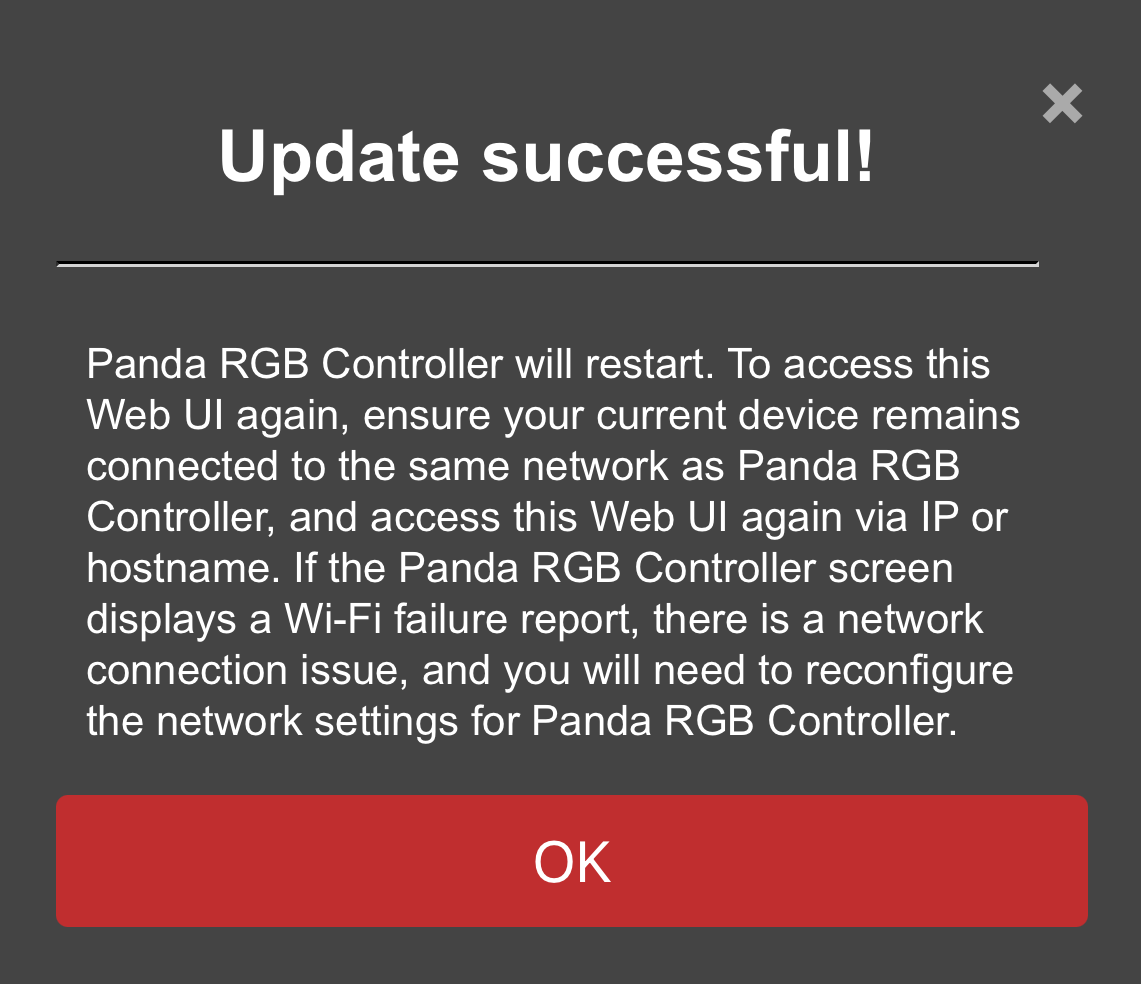 Update successful!
Panda RGB Controller will restart. To access this
Web UI again, ensure your current device remains
connected to the same network as Panda RGB
Controller, and access this Web UI again via IP or
hostname. If the Panda RGB Controller screen
displays a Wi-Fi failure report, there is a network
connection issue, and you will need to reconfigure
the network settings for Panda RGB Controller.
OK